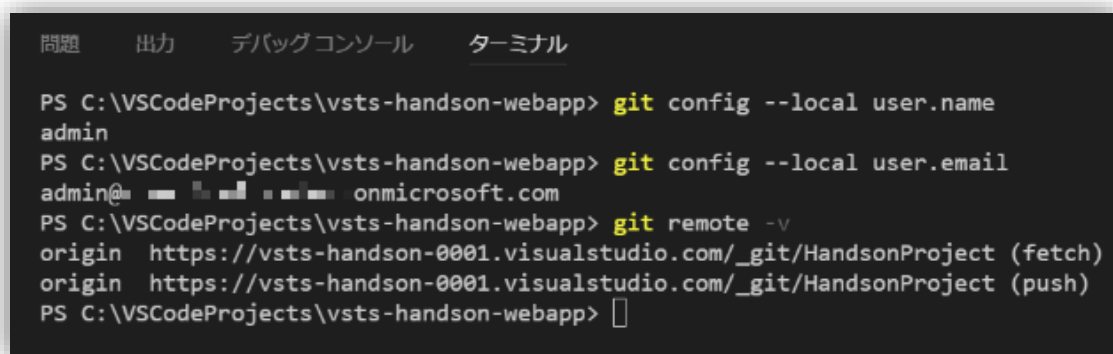 問題 出力 デバッグ コンソール ターミナル
PS C:\VSCodeProjects\vsts-handson-webapp> git config --local user.name
admin
PS C:\VSCodeProjects\vsts-handson-webapp> git config --local user.email
admin@ onmicrosoft.com
PS C:\VSCodeProjects\vsts-handson-webapp> git remote -v
origin https://vsts-handson-0001.visualstudio.com/_git/HandsonProject (fetch)
origin https://vsts-handson-0001.visualstudio.com/_git/HandsonProject (push)
PS C:\VSCodeProjects\vsts-handson-webapp>